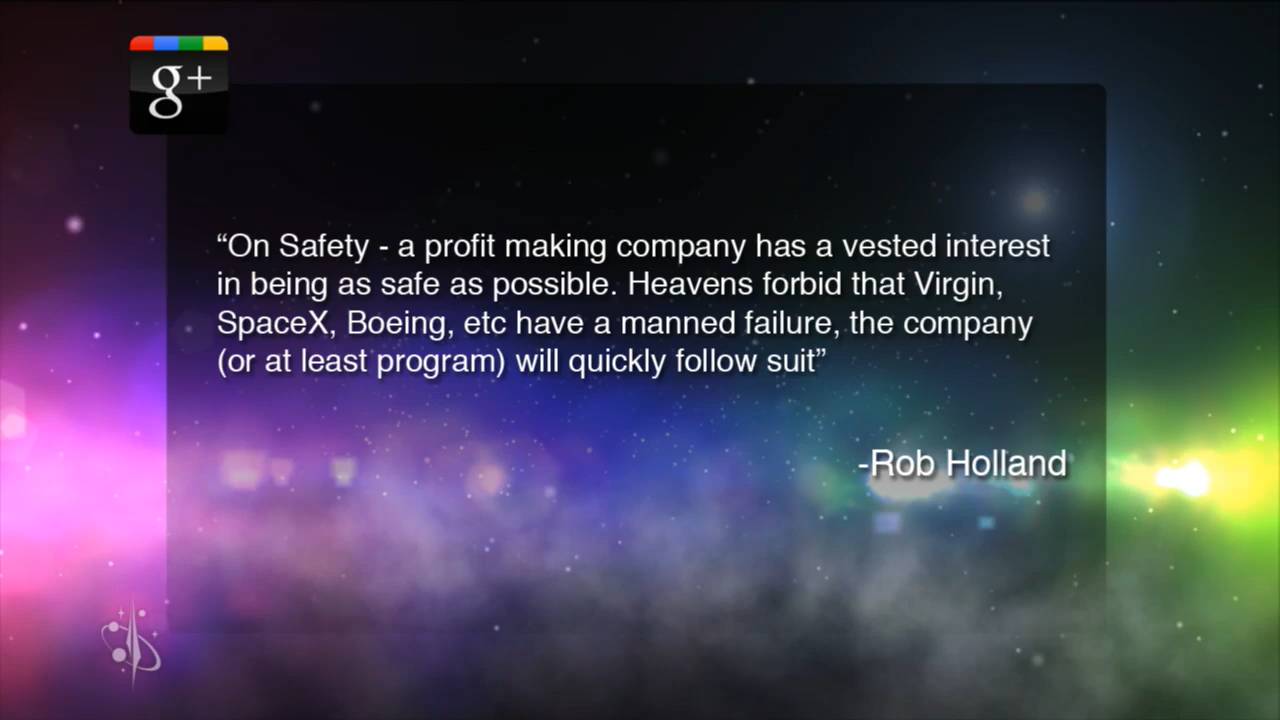 g+
“On Safety - a profit making company has a vested interest
in being as safe as possible. Heavens forbid that Virgin,
SpaceX, Boeing, etc have a manned failure, the company
(or at least program) will quickly follow suit”
-Rob Holland